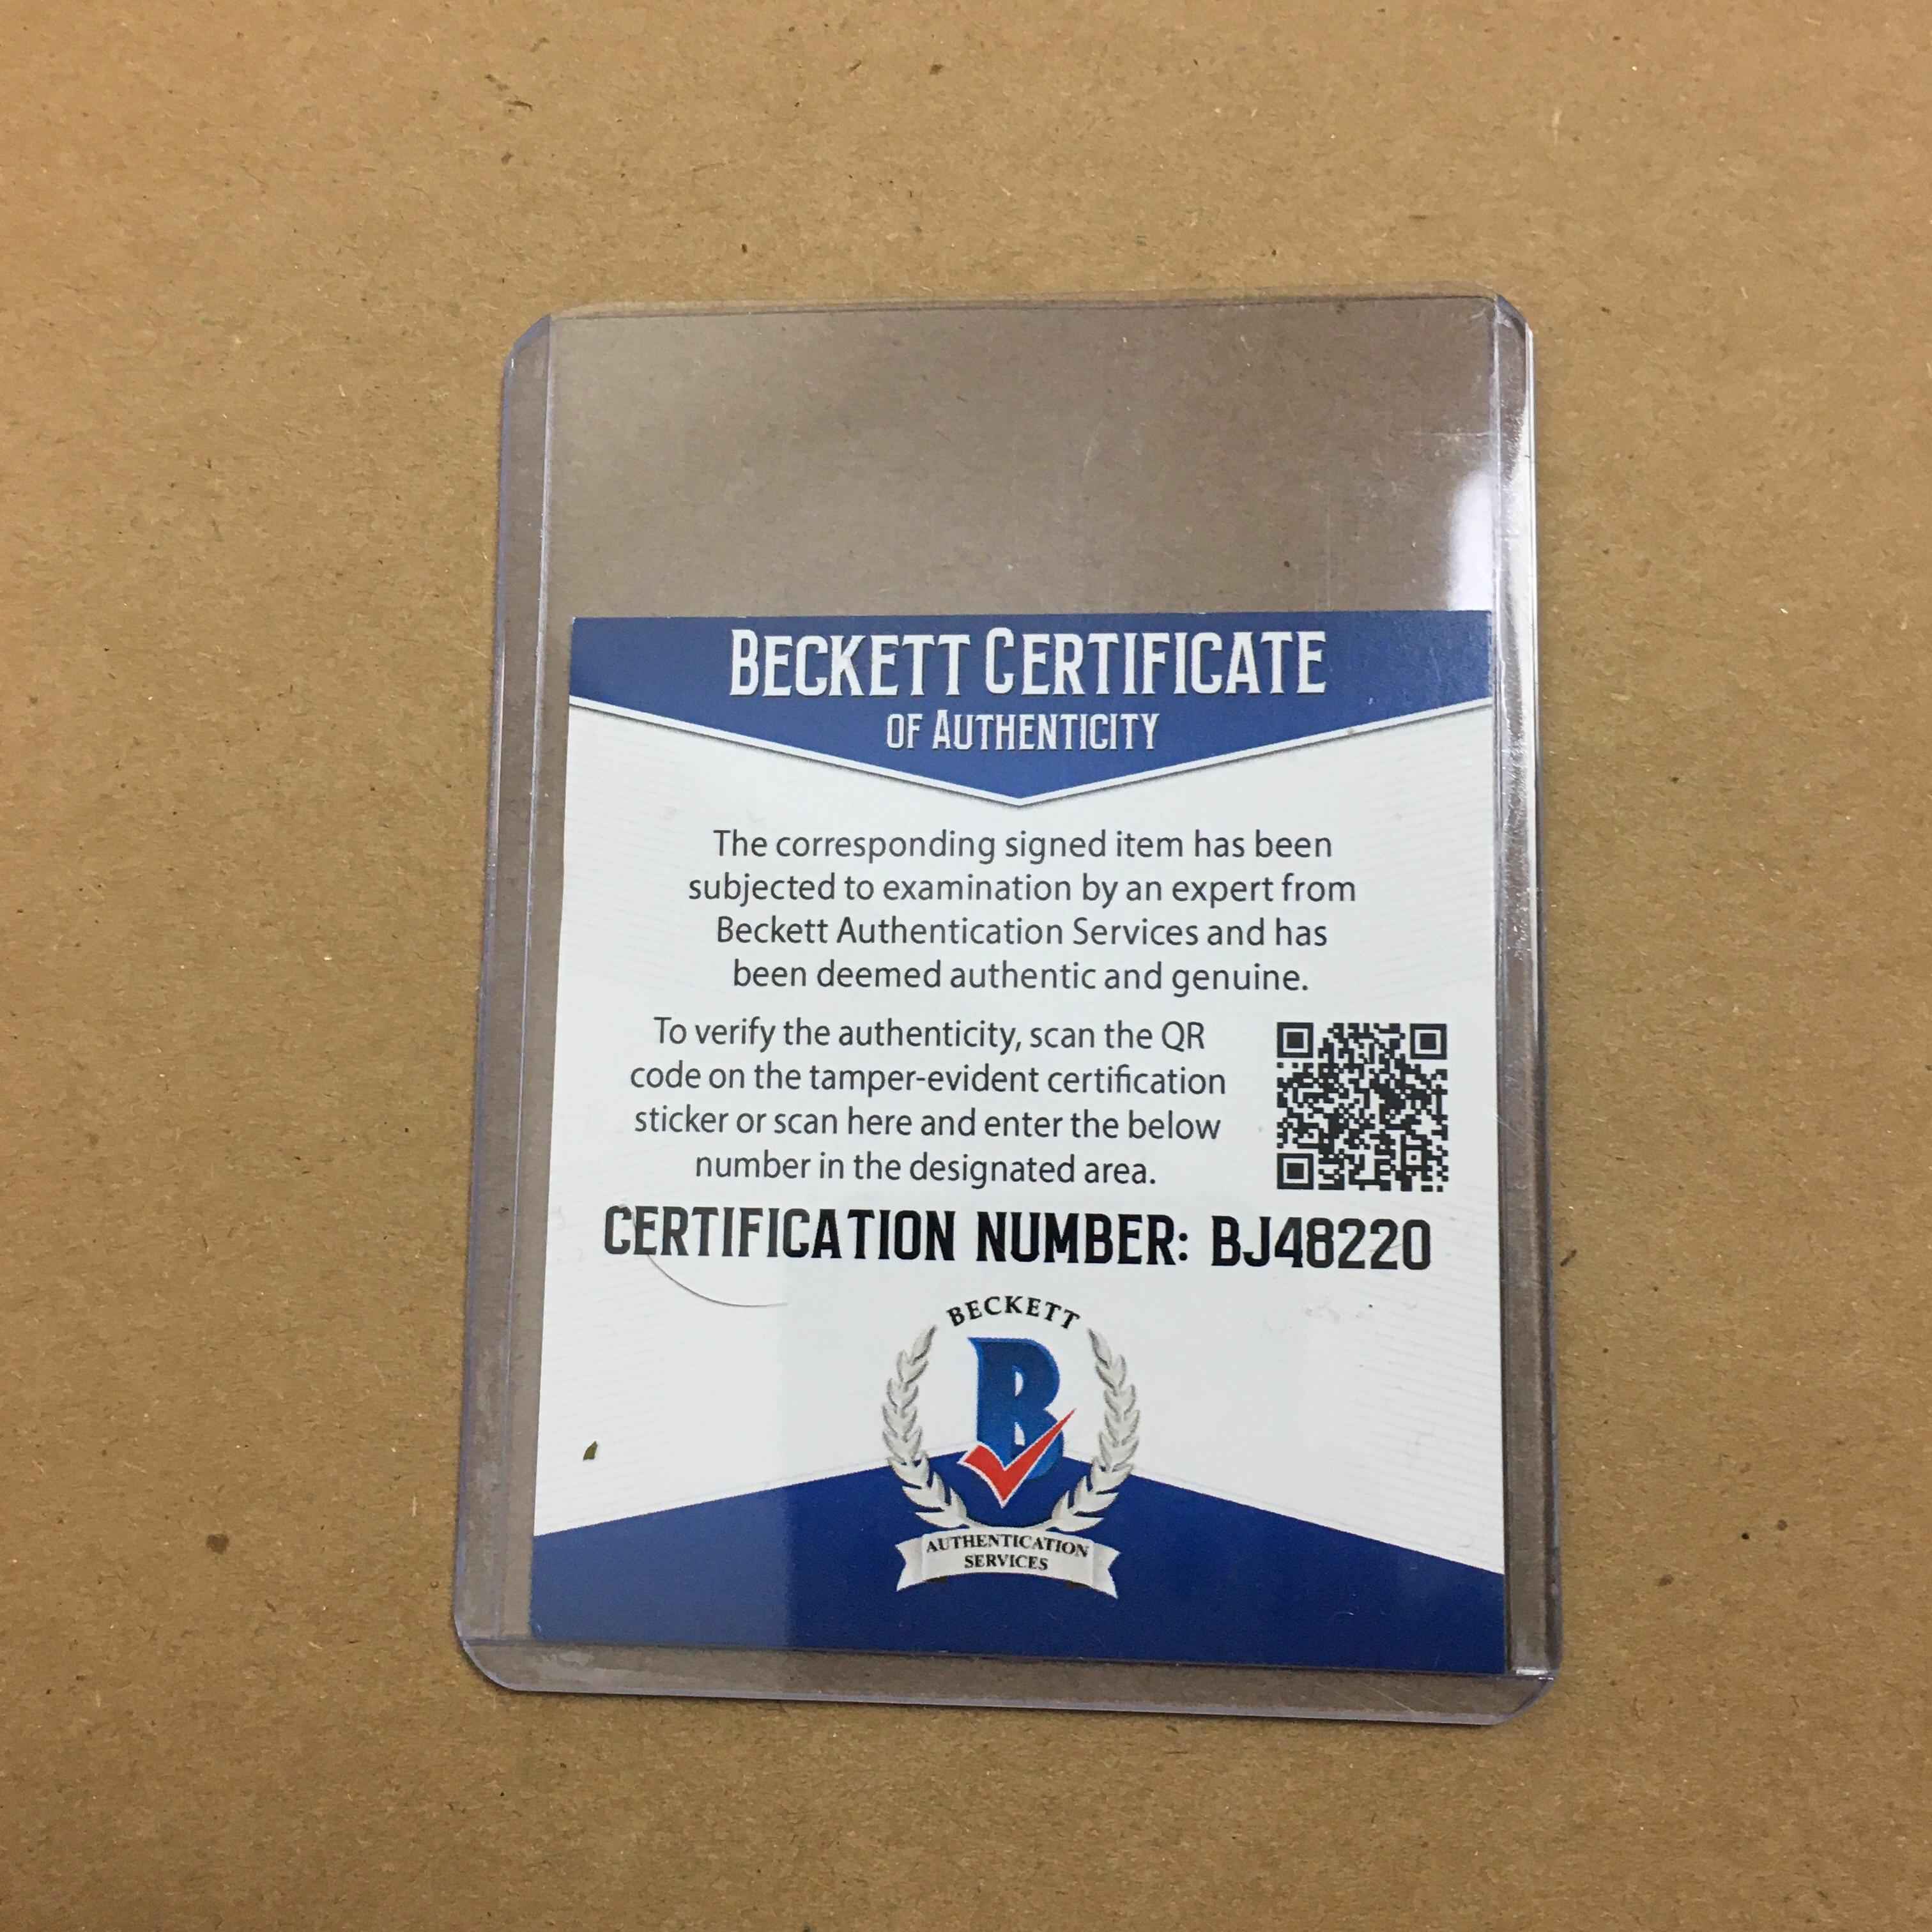 BECKETT CERTIFICATE
OF AUTHENTICITY
The corresponding signed item has been
subjected to examination by an expert from
Beckett Authentication Services and has
been deemed authentic and genuine.
To verify the authenticity, scan the QR
code on the tamper-evident certification
sticker or scan here and enter the below
number in the designated area.
CERTIFICATION NUMBER: BJ48220
BECKETT
B
AUTHENTICATION
SERVICES